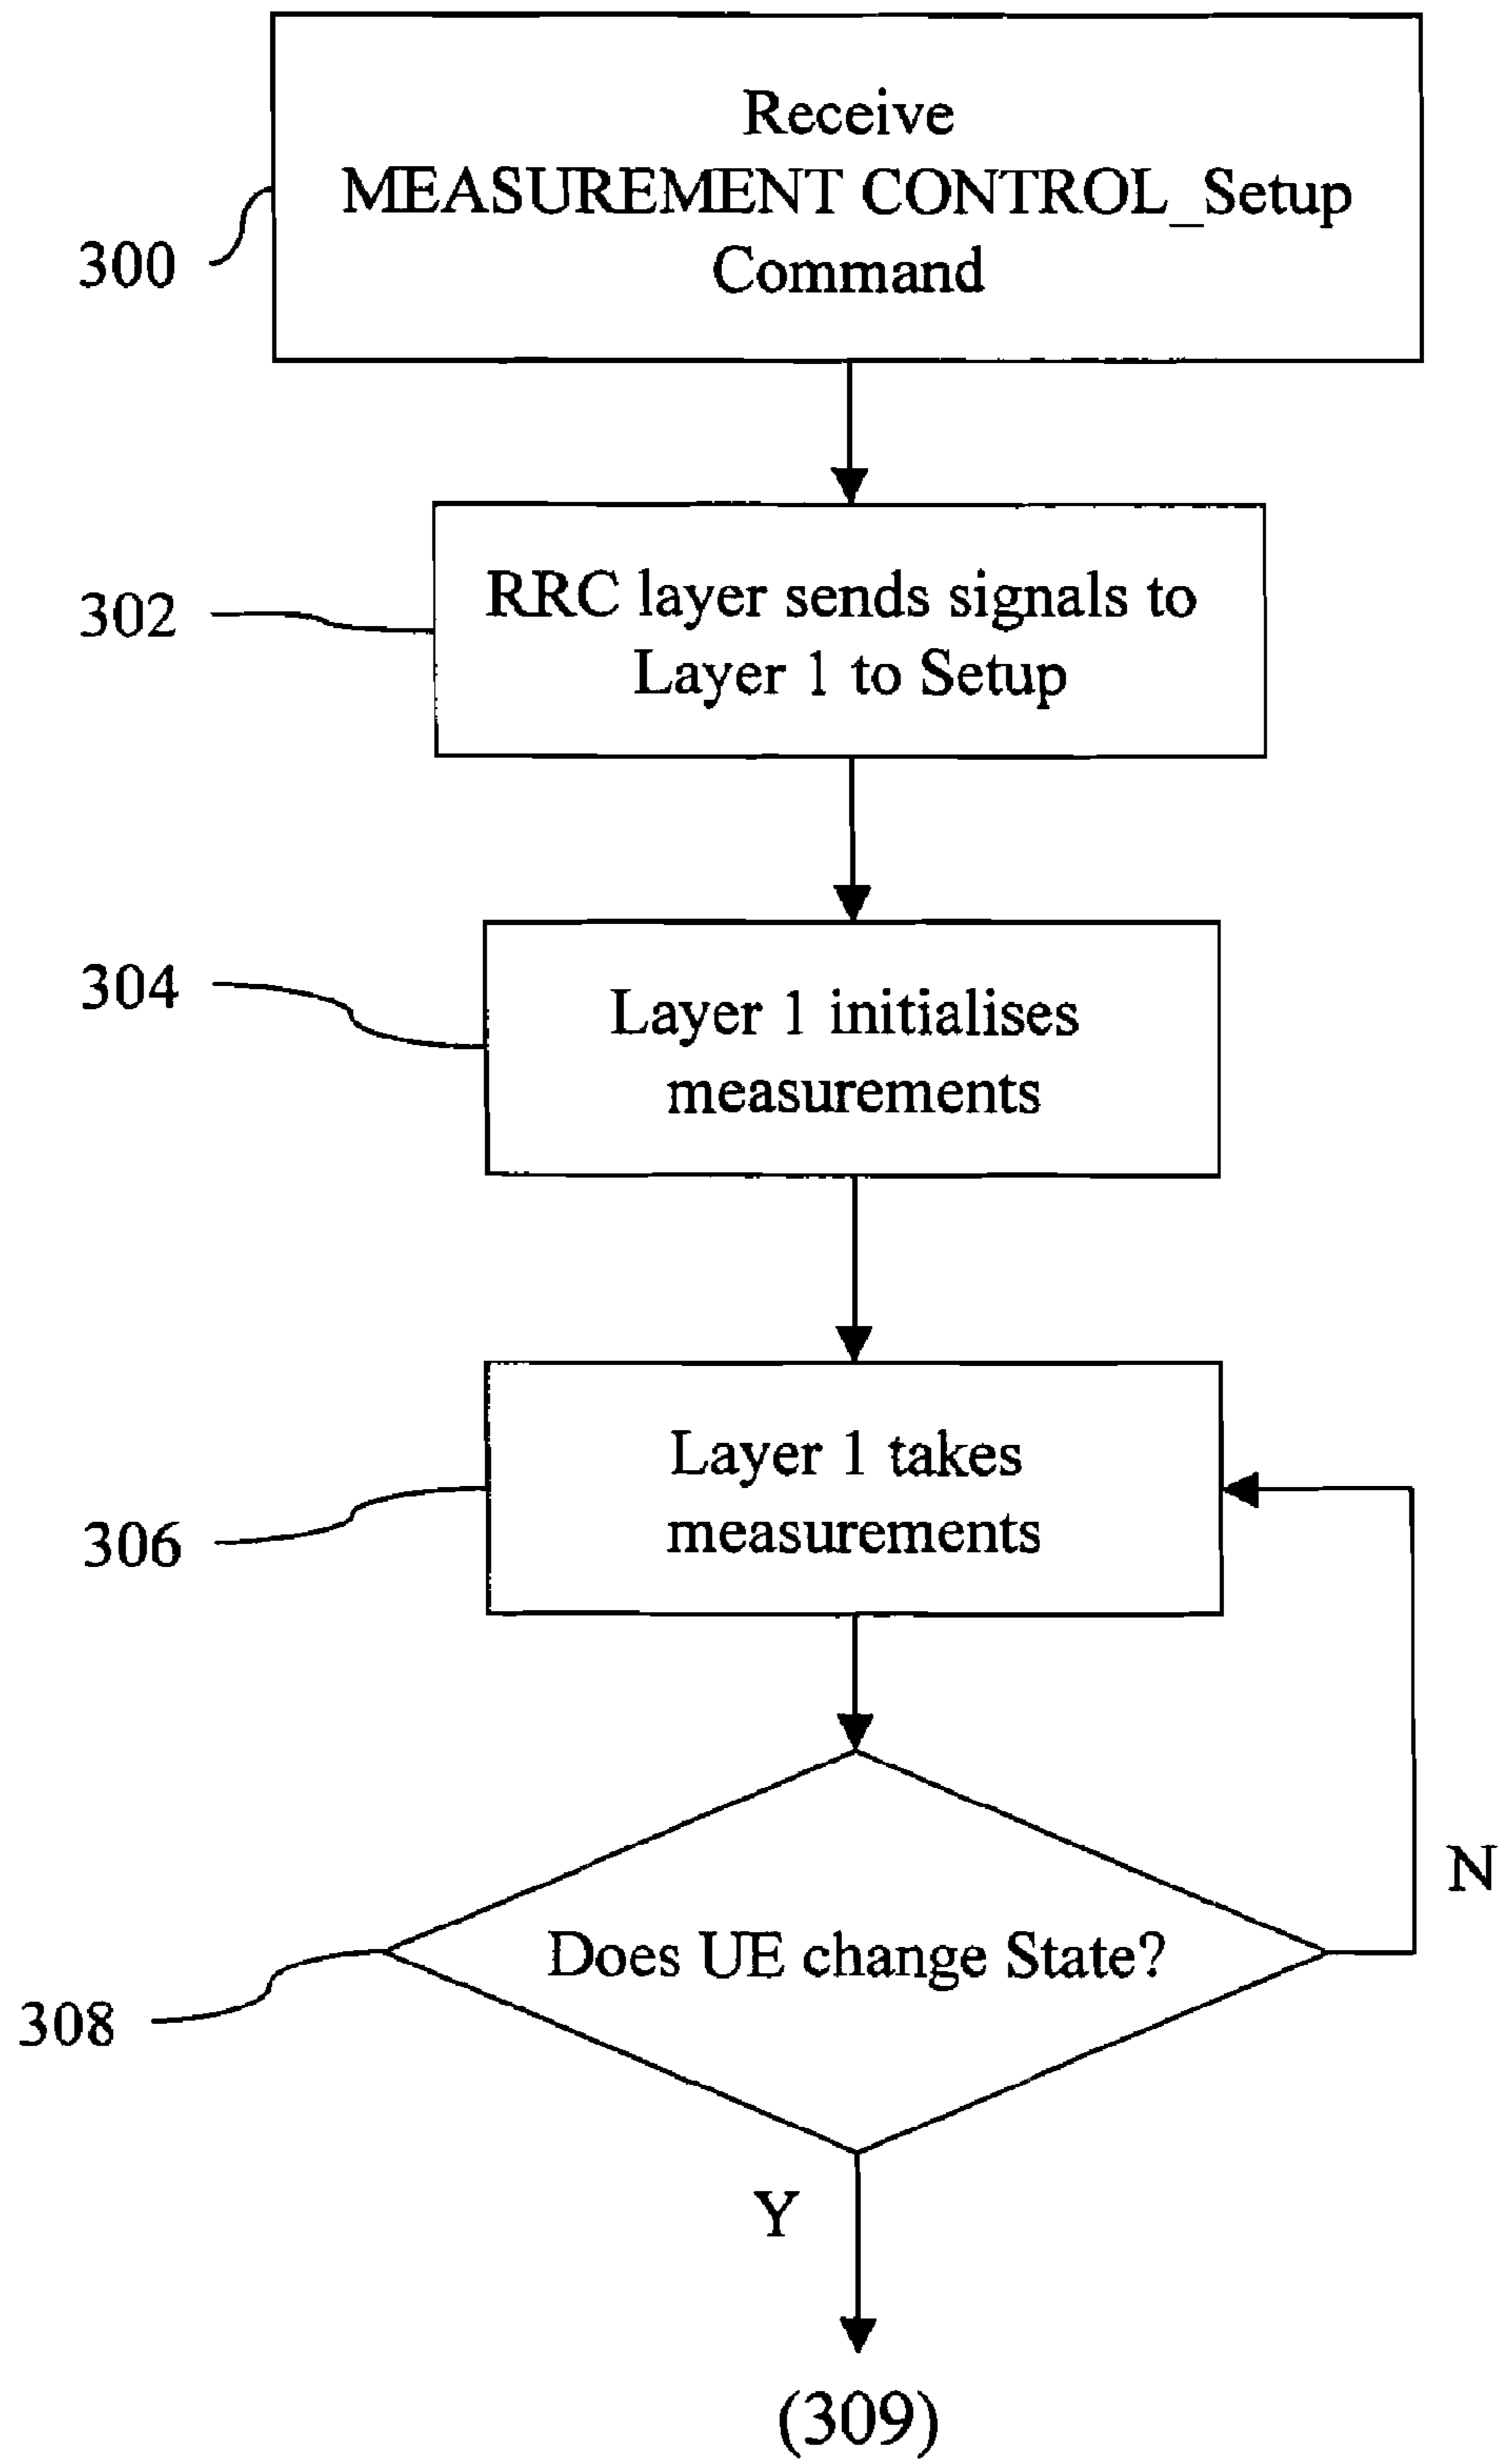 Receive
MEASUREMENT CONTROL_Setup
Command
300
RRC layer sends signals to
Layer 1 to Setup
302
Layer 1 initialises
measurements
304
Layer 1 takes
measurements
306
N
Does UE change State?
308
Y
(309)